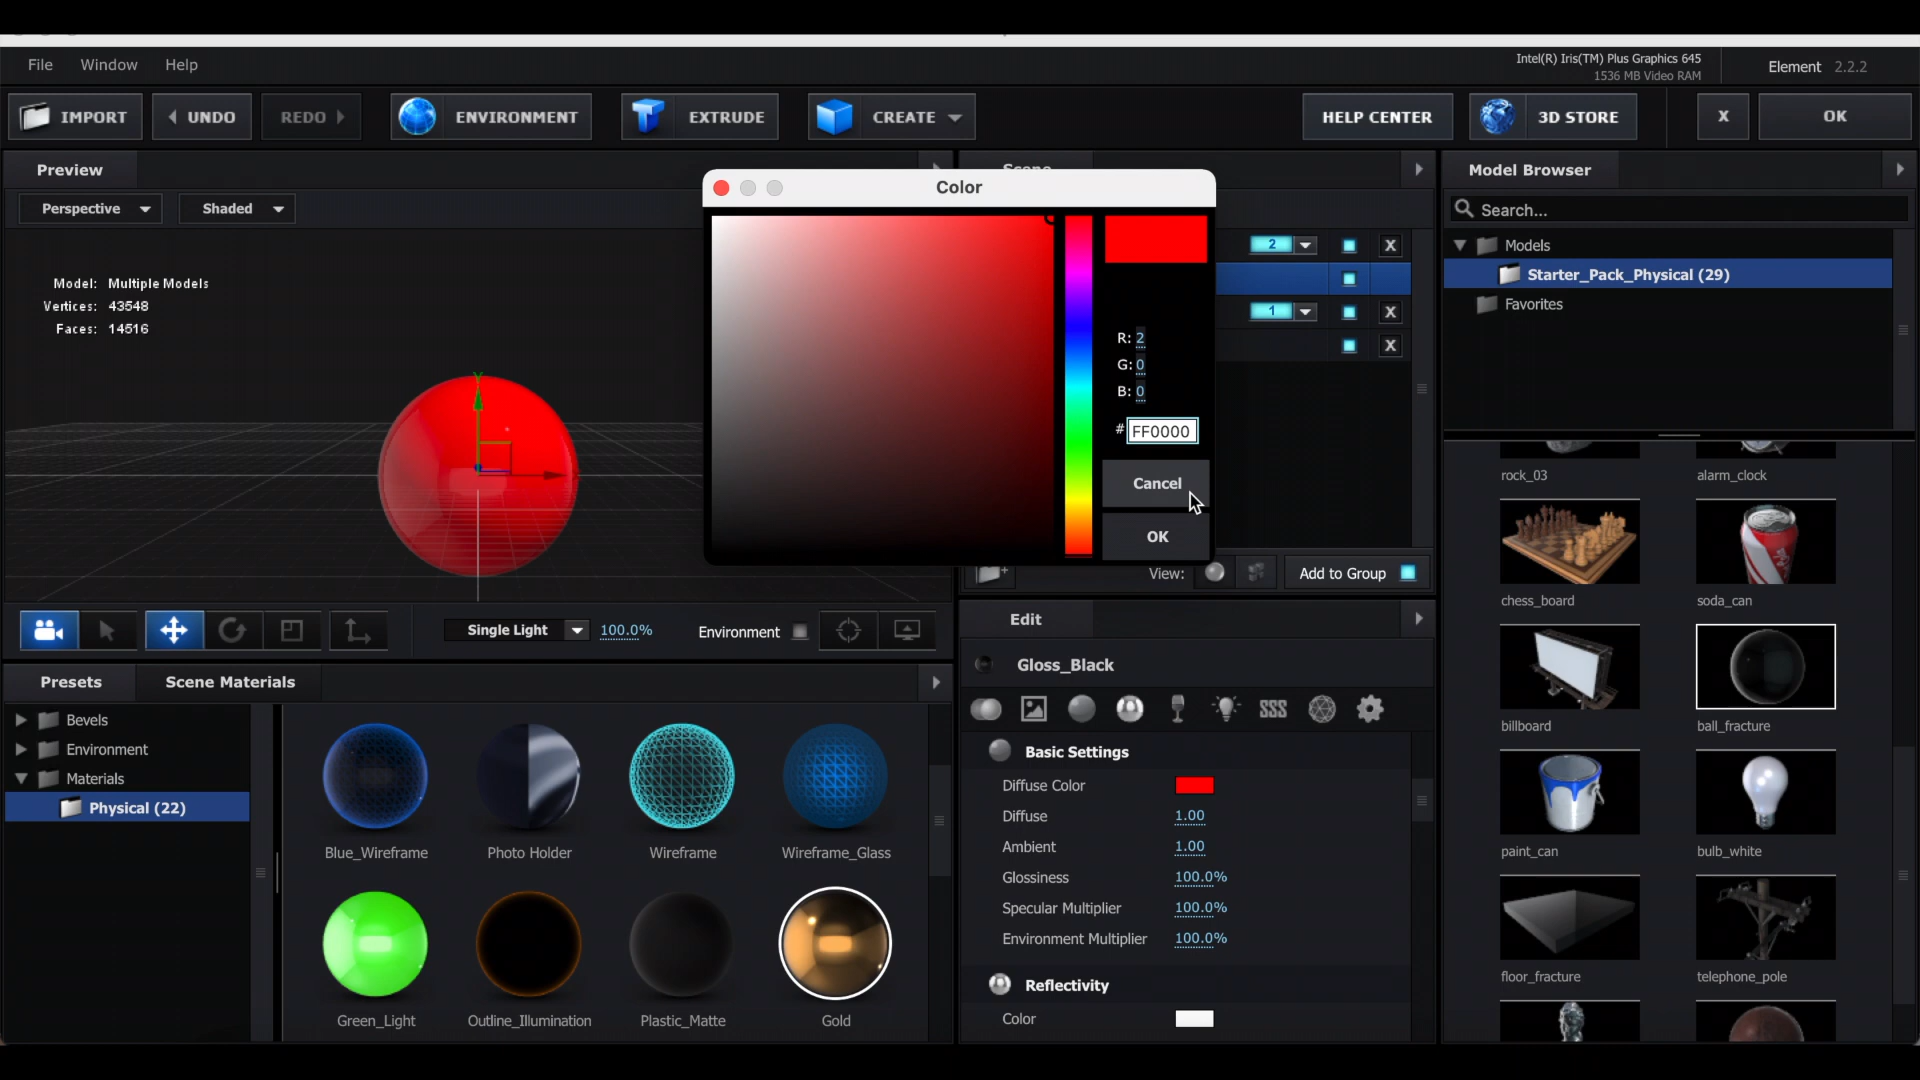 File Window Help
Intel(R) Iris(TM) Plus Graphics 645
1536 MB Video RAM
Element 2.2.2
IMPORT UNDO REDO ENVIRONMENT EXTRUDE CREATE HELP CENTER 3D STORE X OK
Preview
Perspective Shaded
Model: Multiple Models
Vertices: 43548
Faces: 14516
Y
Color
R: 2
G: 0
B: 0
# FF0000
Cancel
OK
Scene
2 X
1 X
X
View: Add to Group
Model Browser
Search...
Models
Starter_Pack_Physical (29)
Favorites
rock_03 alarm_clock
chess_board soda_can
billboard ball_fracture
paint_can bulb_white
floor_fracture telephone_pole
Single Light 100.0% Environment
Presets Scene Materials
Bevels
Environment
Materials
Physical (22)
Blue_Wireframe Photo Holder Wireframe Wireframe_Glass
Green_Light Outline_Illumination Plastic_Matte Gold
Edit
Gloss_Black
SSS
Basic Settings
Diffuse Color
Diffuse 1.00
Ambient 1.00
Glossiness 100.0%
Specular Multiplier 100.0%
Environment Multiplier 100.0%
Reflectivity
Color